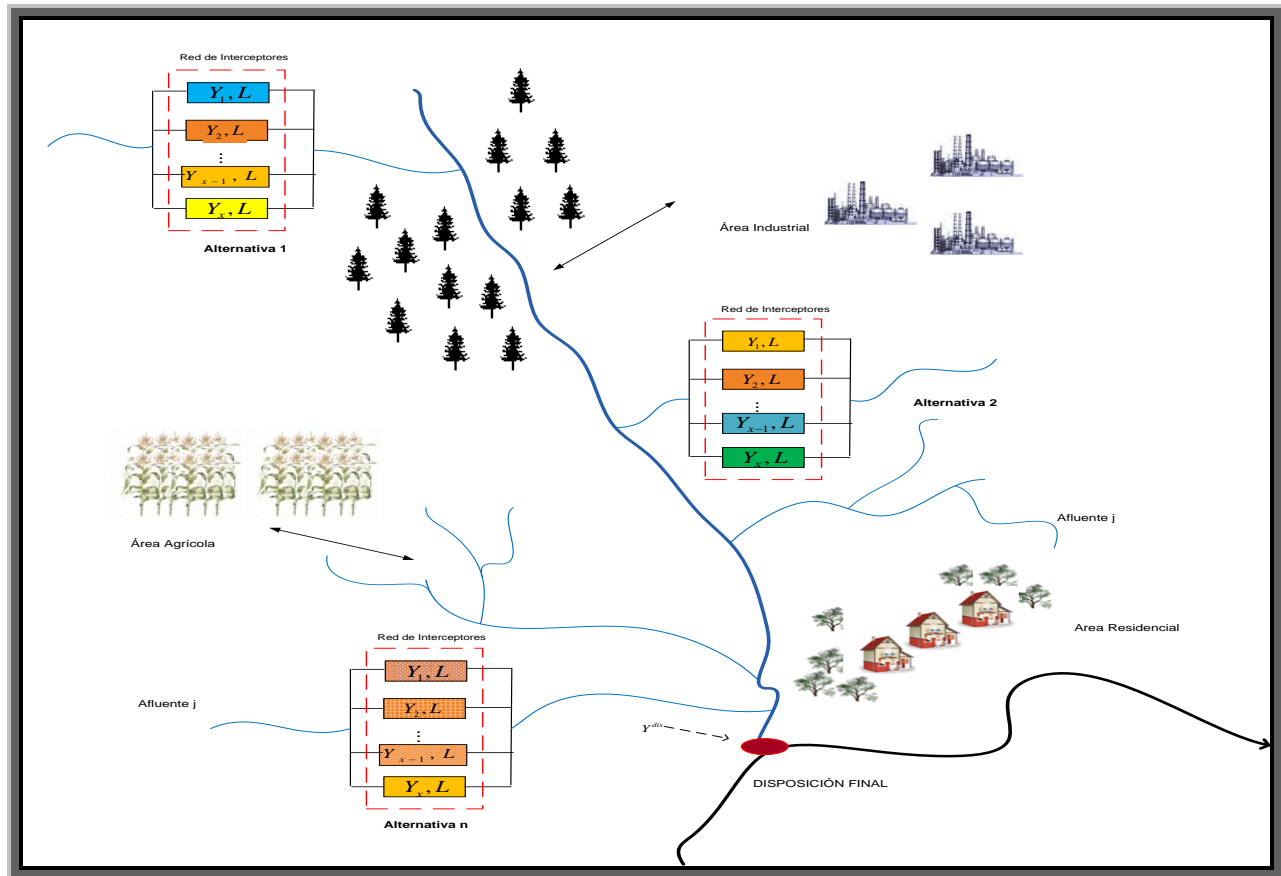 Red de Interceptores
Y₁, L
Y₂, L
...
Yₓ₋₁, L
Yₓ, L
Alternativa 1
Área Industrial
Red de Interceptores
Y₁, L
Y₂, L
...
Yₓ₋₁, L
Yₓ, L
Alternativa 2
Afluente j
Área Agrícola
Area Residencial
Red de Interceptores
Y₁, L
Y₂, L
...
Yₓ₋₁, L
Yₓ, L
Alternativa n
Afluente j
Y^dis
DISPOSICIÓN FINAL